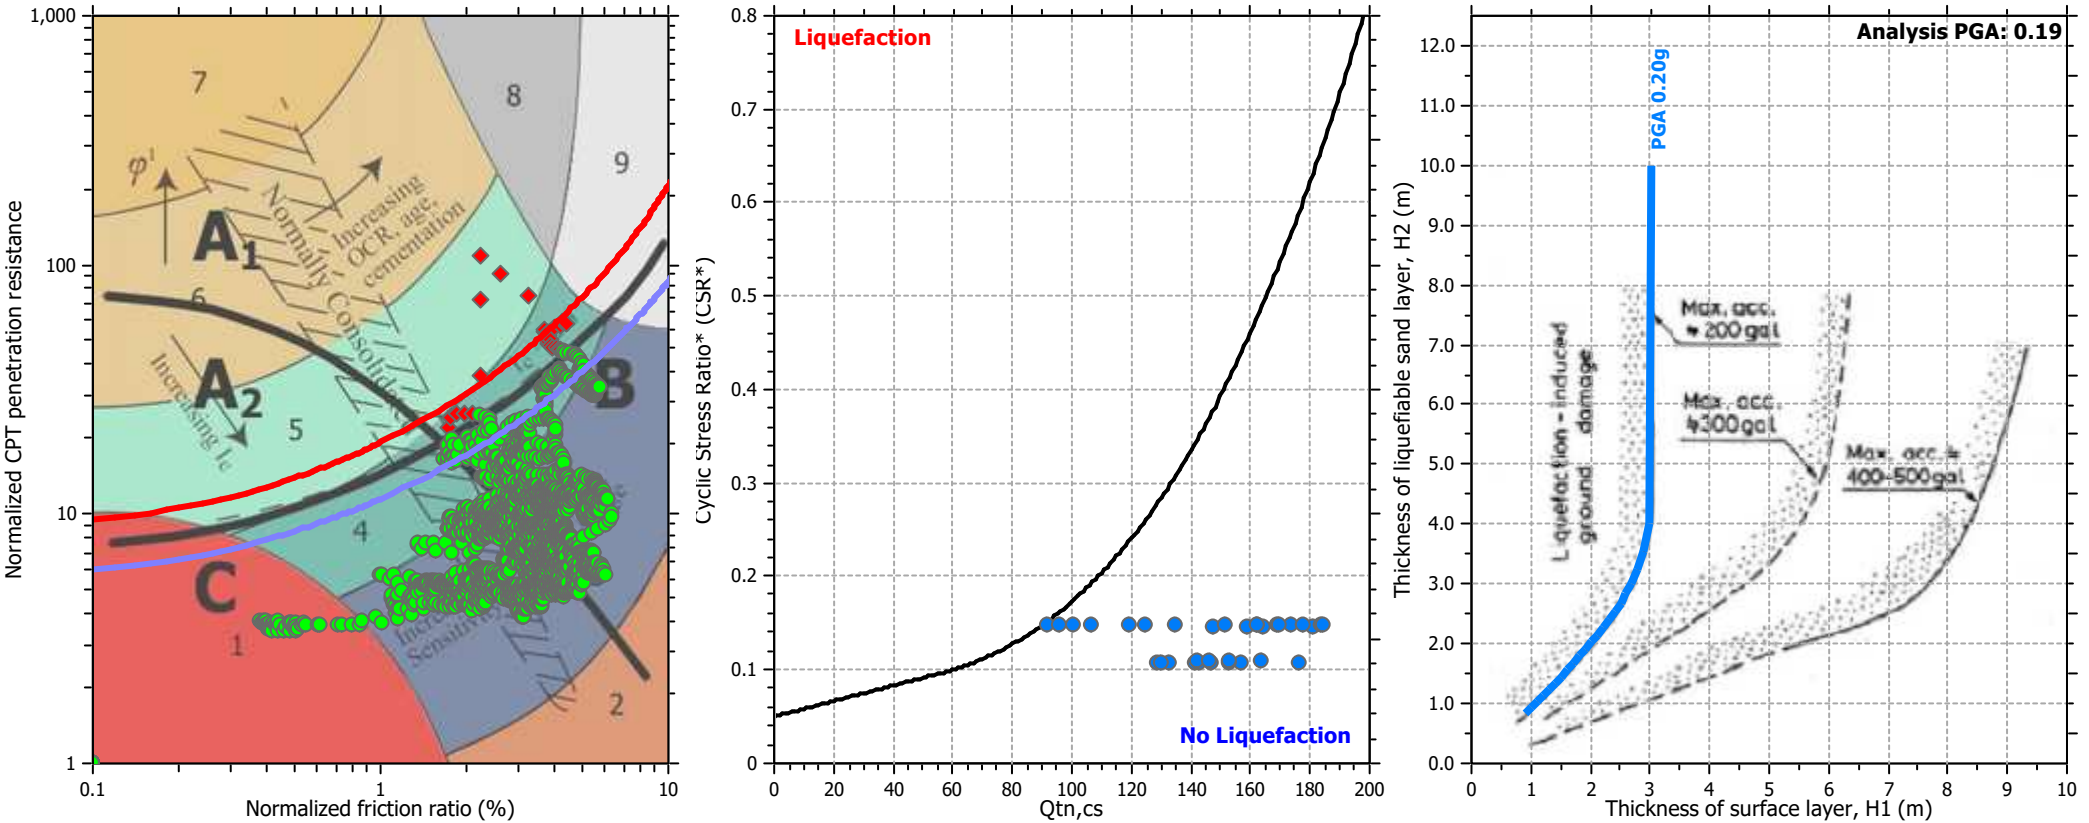 1,000
100
10
1
0.1
1
10
Normalized CPT penetration resistance
Normalized friction ratio (%)
7
8
9
φ'
A1
6
A2
5
B
4
C
1
2
Normally Consolidated
Increasing
OCR, age,
cementation
Increasing Ic
Sensitivity
0.8
0.7
0.6
0.5
0.4
0.3
0.2
0.1
0
0
20
40
60
80
100
120
140
160
180
200
Cyclic Stress Ratio* (CSR*)
Qtn,cs
Liquefaction
No Liquefaction
12.0
11.0
10.0
9.0
8.0
7.0
6.0
5.0
4.0
3.0
2.0
1.0
0.0
0
1
2
3
4
5
6
7
8
9
10
Thickness of liquefiable sand layer, H2 (m)
Thickness of surface layer, H1 (m)
Analysis PGA: 0.19
PGA 0.20g
Max. acc.
≒ 200 gal
Max. acc.
≒300 gal
Max. acc. ≒
400-500 gal
Liquefaction - induced
ground damage